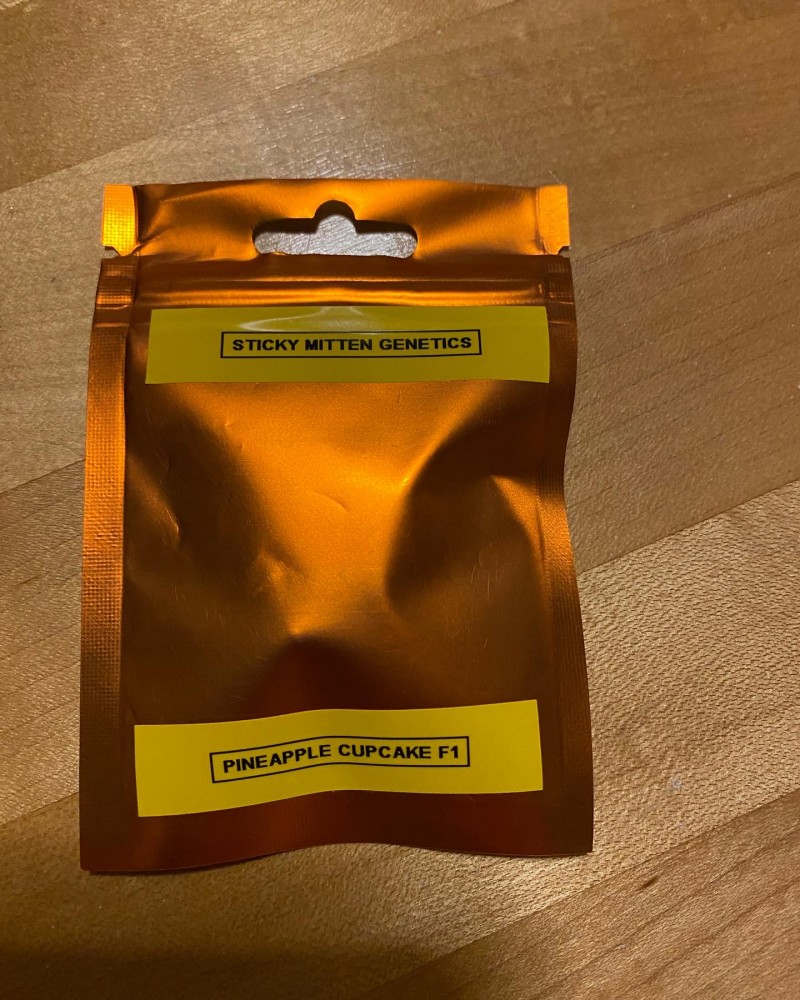 STICKY MITTEN GENETICS
PINEAPPLE CUPCAKE F1